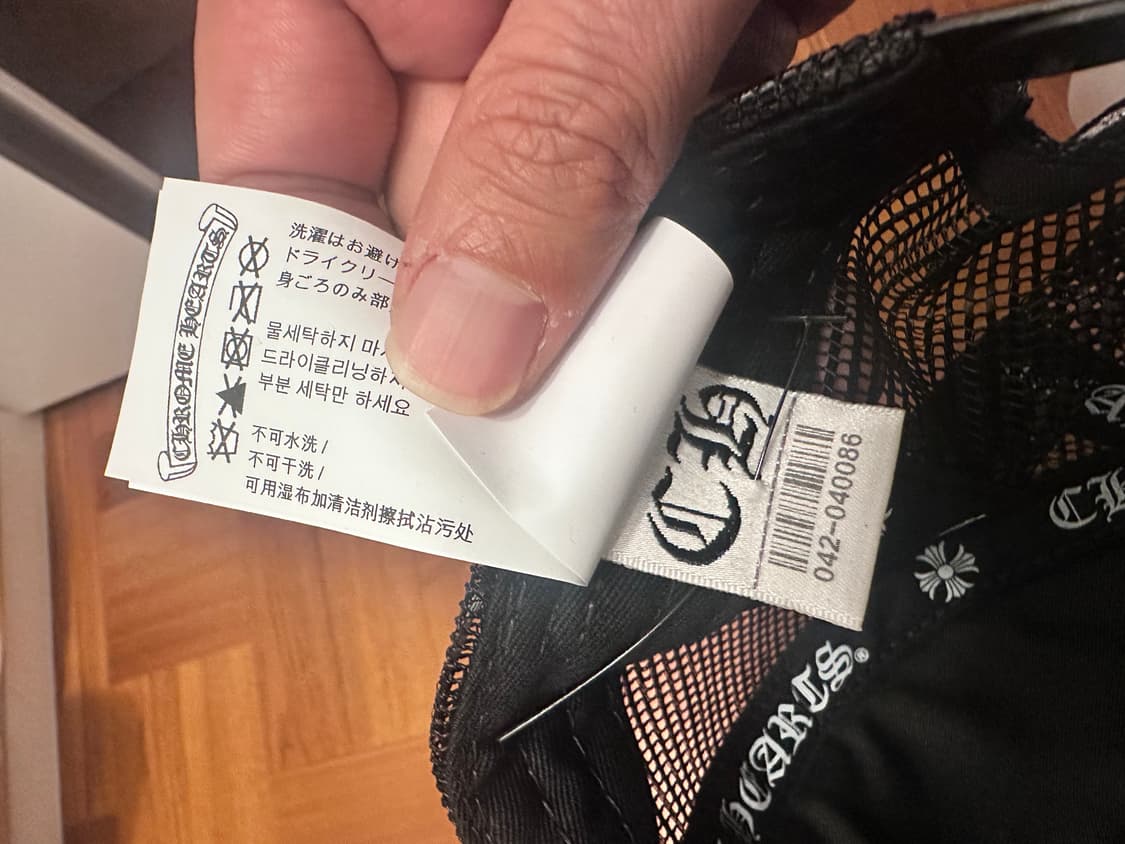 CHROME HEARTS
洗濯はお避け
ドライクリー
身ごろのみ部
물세탁하지 마
드라이클리닝하
부분 세탁만 하세요
不可水洗 /
不可干洗 /
可用湿布加清洁剂擦拭沾污处
CH
042-040086
CH
HEARTS®